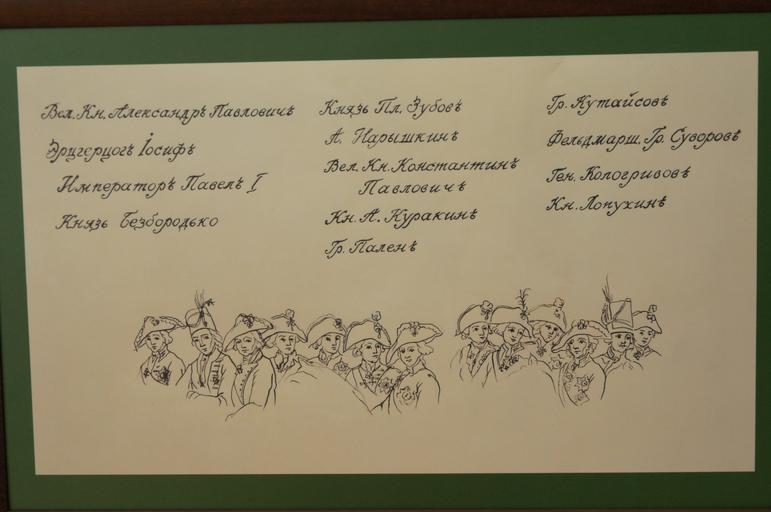 Вел. Кн. Александръ Павловичъ
Эрцгерцогъ Іосифъ
Императоръ Павелъ I
Князь Безбородько
Князь Пл. Зубовъ
А. Нарышкинъ
Вел. Кн. Константинъ
Павловичъ
Кн. А. Куракинъ
Гр. Паленъ
Гр. Кутайсовъ
Фельдмарш. Гр. Суворовъ
Ген. Кологривовъ
Кн. Лопухинъ